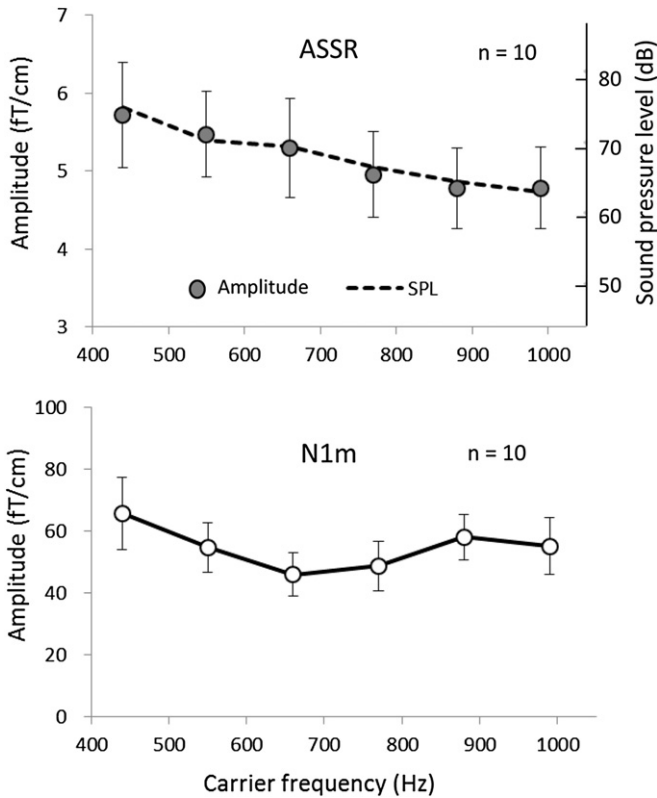 ASSR
n = 10
Amplitude (fT/cm)
7
6
5
4
3
Sound pressure level (dB)
80
70
60
50
Amplitude
SPL
400 500 600 700 800 900 1000
N1m
n = 10
Amplitude (fT/cm)
100
80
60
40
20
0
400 500 600 700 800 900 1000
Carrier frequency (Hz)